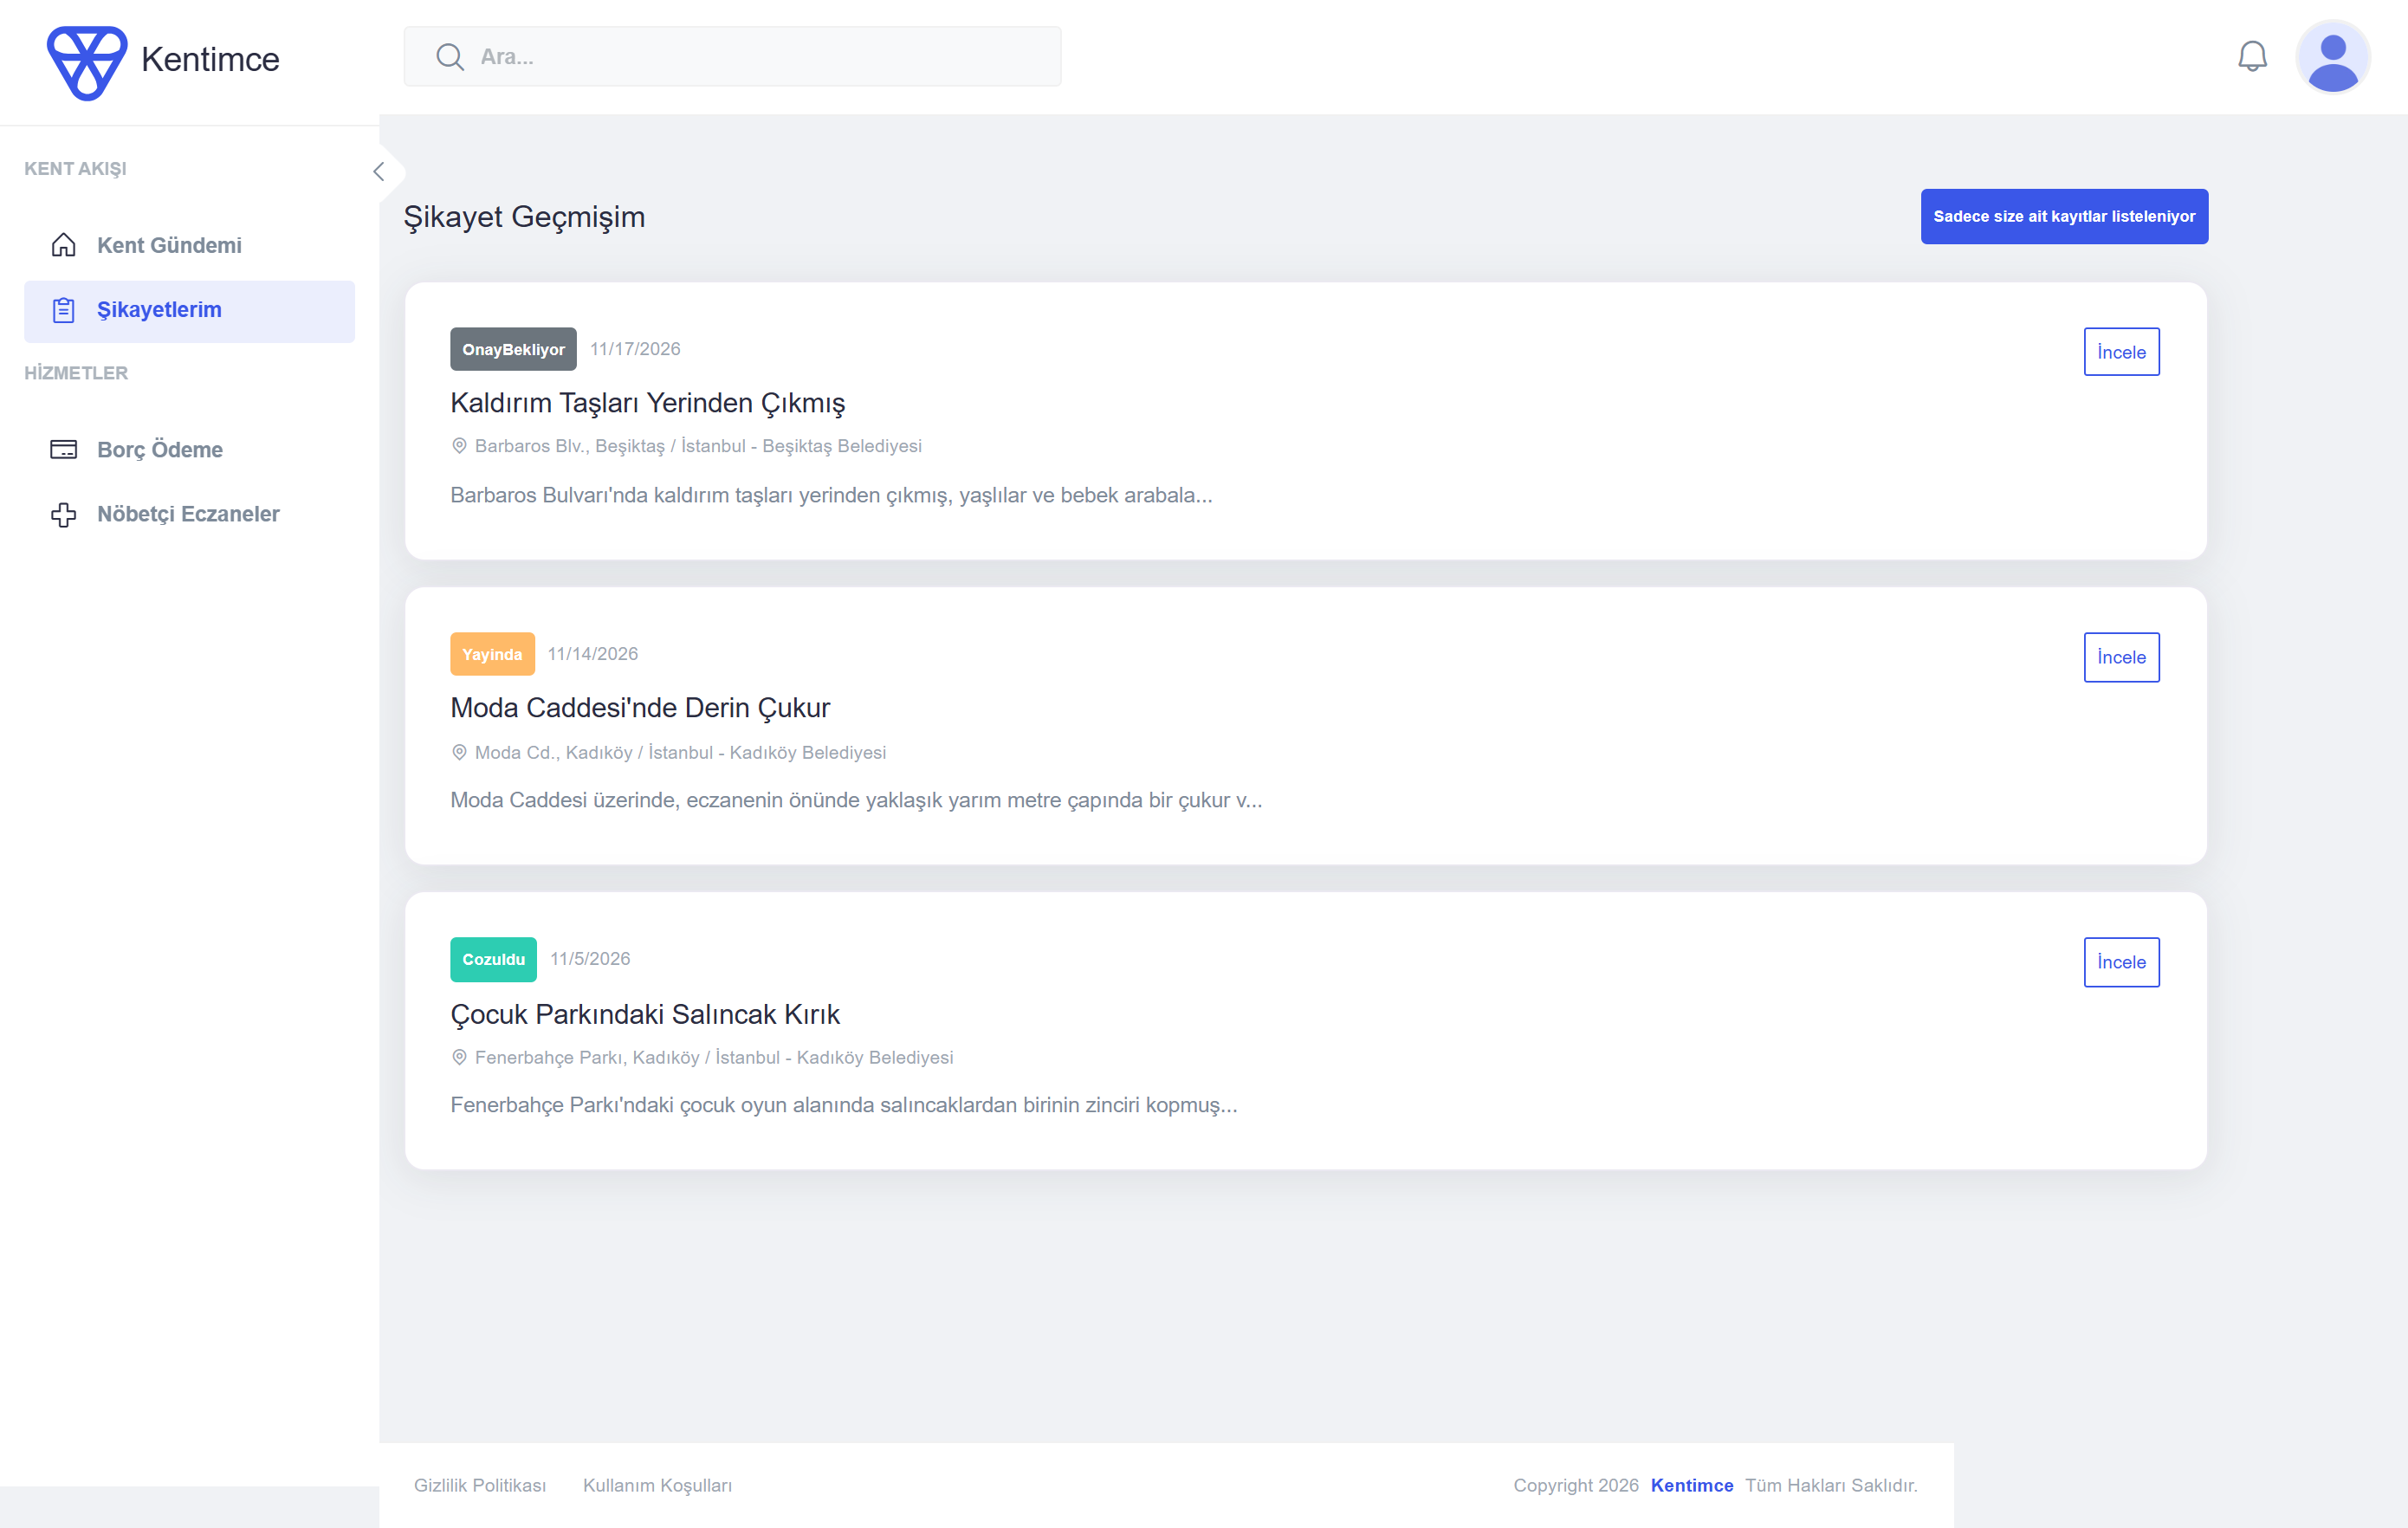 Kentimce
Ara...
KENT AKIŞI
Kent Gündemi
Şikayetlerim
HİZMETLER
Borç Ödeme
Nöbetçi Eczaneler
Şikayet Geçmişim
Sadece size ait kayıtlar listeleniyor
OnayBekliyor 11/17/2026
İncele
Kaldırım Taşları Yerinden Çıkmış
Barbaros Blv., Beşiktaş / İstanbul - Beşiktaş Belediyesi
Barbaros Bulvarı'nda kaldırım taşları yerinden çıkmış, yaşlılar ve bebek arabala...
Yayinda 11/14/2026
İncele
Moda Caddesi'nde Derin Çukur
Moda Cd., Kadıköy / İstanbul - Kadıköy Belediyesi
Moda Caddesi üzerinde, eczanenin önünde yaklaşık yarım metre çapında bir çukur v...
Cozuldu 11/5/2026
İncele
Çocuk Parkındaki Salıncak Kırık
Fenerbahçe Parkı, Kadıköy / İstanbul - Kadıköy Belediyesi
Fenerbahçe Parkı'ndaki çocuk oyun alanında salıncaklardan birinin zinciri kopmuş...
Gizlilik Politikası Kullanım Koşulları
Copyright 2026 Kentimce Tüm Hakları Saklıdır.